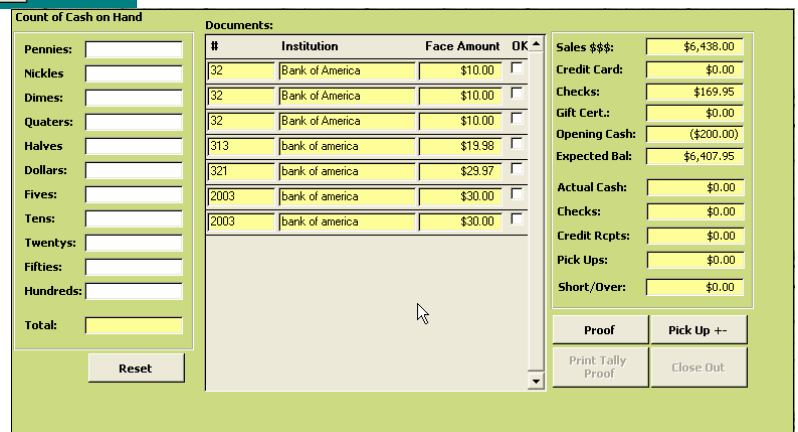 Count of Cash on Hand
Pennies:
Nickles
Dimes:
Quaters:
Halves
Dollars:
Fives:
Tens:
Twentys:
Fifties:
Hundreds:
Total:
Reset
Documents:
# Institution Face Amount OK
32 Bank of America $10.00
32 Bank of America $10.00
32 Bank of America $10.00
313 bank of america $19.98
321 bank of america $29.97
2003 bank of america $30.00
2003 bank of america $30.00
Sales $$$: $6,438.00
Credit Card: $0.00
Checks: $169.95
Gift Cert.: $0.00
Opening Cash: ($200.00)
Expected Bal: $6,407.95
Actual Cash: $0.00
Checks: $0.00
Credit Rcpts: $0.00
Pick Ups: $0.00
Short/Over: $0.00
Proof Pick Up +-
Print Tally
Proof
Close Out